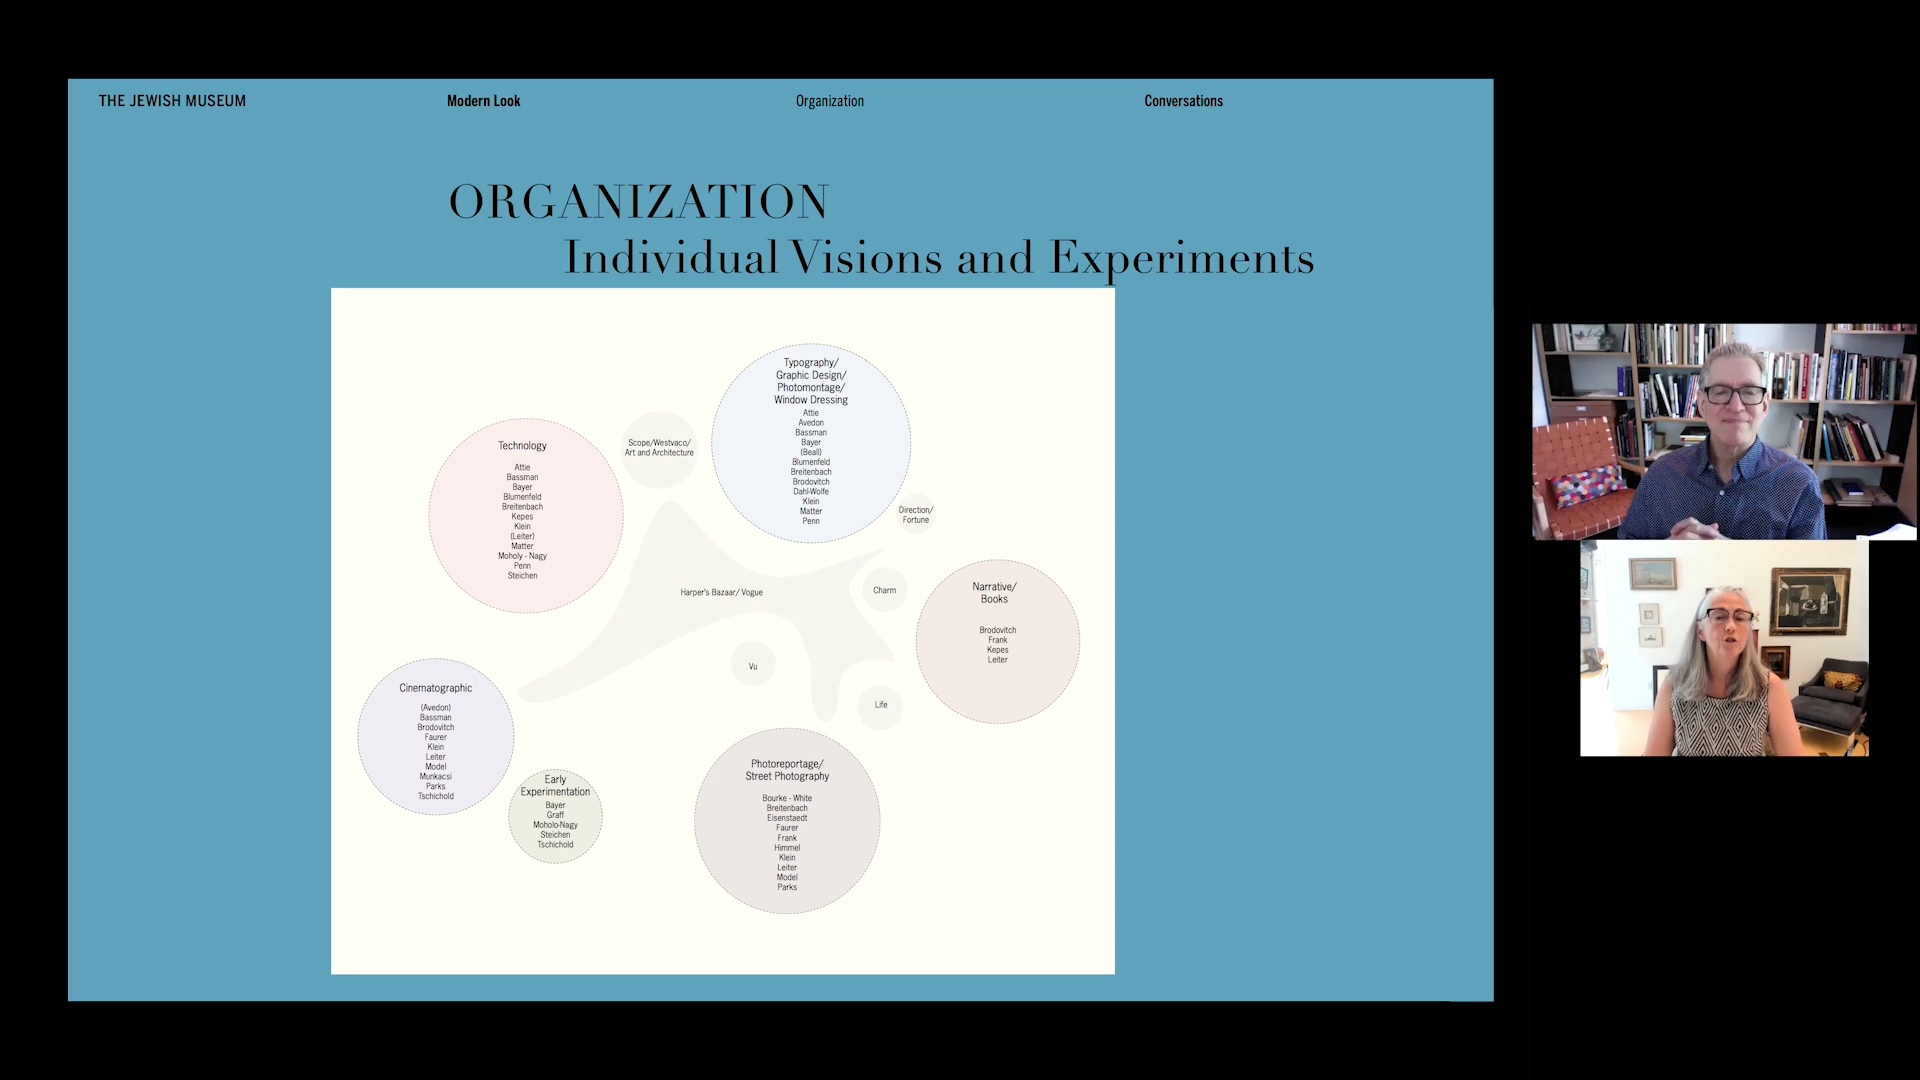 THE JEWISH MUSEUM
Modern Look
Organization
Conversations
ORGANIZATION
Individual Visions and Experiments
Typography/
Graphic Design/
Photomontage/
Window Dressing
Attie
Avedon
Bassman
Bayer
(Beall)
Blumenfeld
Breitenbach
Brodovitch
Dahl-Wolfe
Klein
Matter
Penn
Scope/Westvaco/
Art and Architecture
Technology
Attie
Bassman
Bayer
Blumenfeld
Breitenbach
Kepes
Klein
(Leiter)
Matter
Moholy - Nagy
Penn
Steichen
Direction/
Fortune
Harper's Bazaar/ Vogue
Charm
Narrative/
Books
Brodovitch
Frank
Kepes
Leiter
Vu
Life
Cinematographic
(Avedon)
Bassman
Brodovitch
Faurer
Klein
Leiter
Model
Munkacsi
Parks
Tschichold
Early
Experimentation
Bayer
Graff
Moholo-Nagy
Steichen
Tschichold
Photoreportage/
Street Photography
Bourke - White
Breitenbach
Eisenstaedt
Faurer
Frank
Himmel
Klein
Leiter
Model
Parks